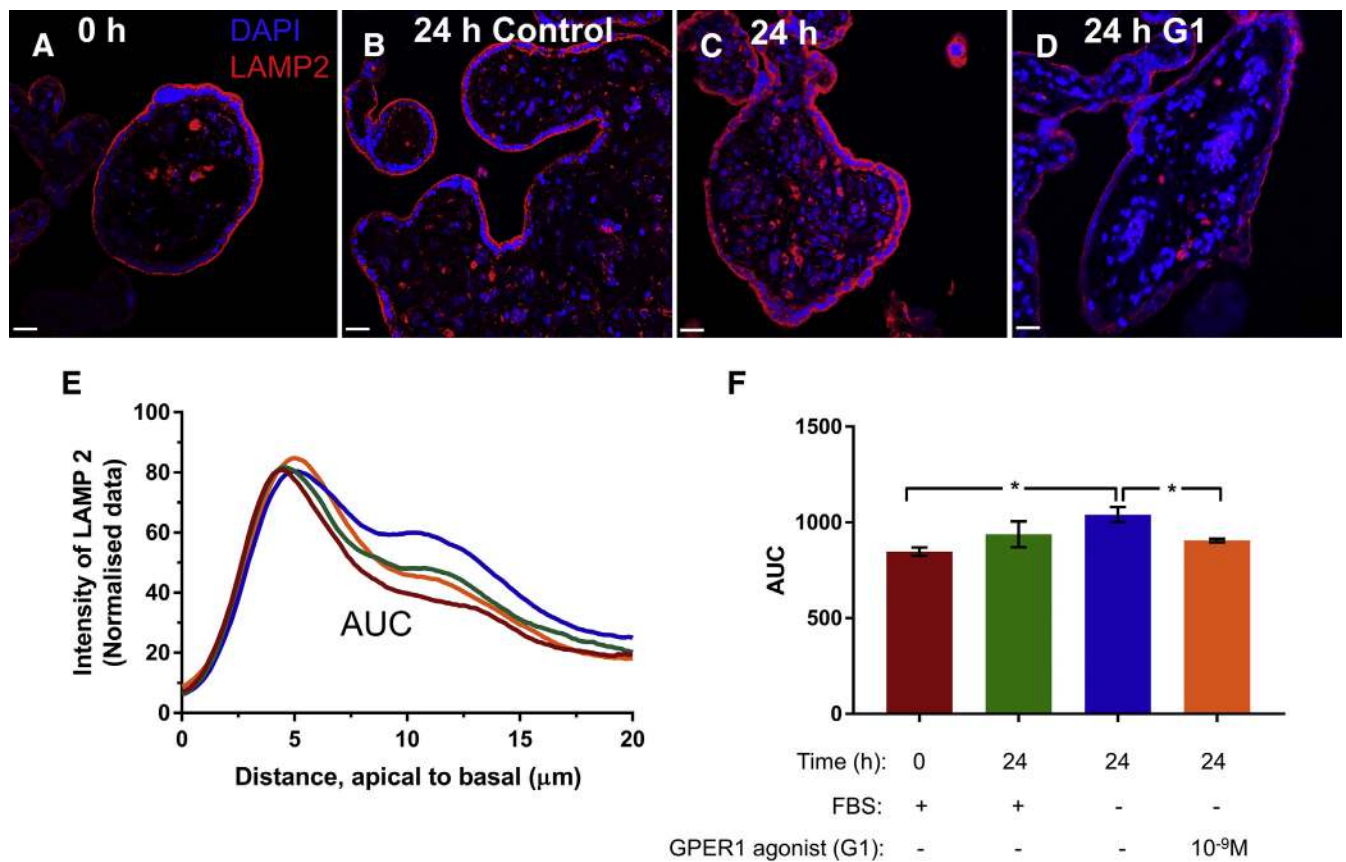 A 0 h DAPI
LAMP2
B 24 h Control
C 24 h
D 24 h G1
E
Intensity of LAMP 2
(Normalised data)
100
80
60
40
20
0
AUC
0 5 10 15 20
Distance, apical to basal (μm)
F
AUC
1500
1000
500
0
* *
Time (h): 0 24 24 24
FBS: + + - -
GPER1 agonist (G1): - - - 10⁻⁹M